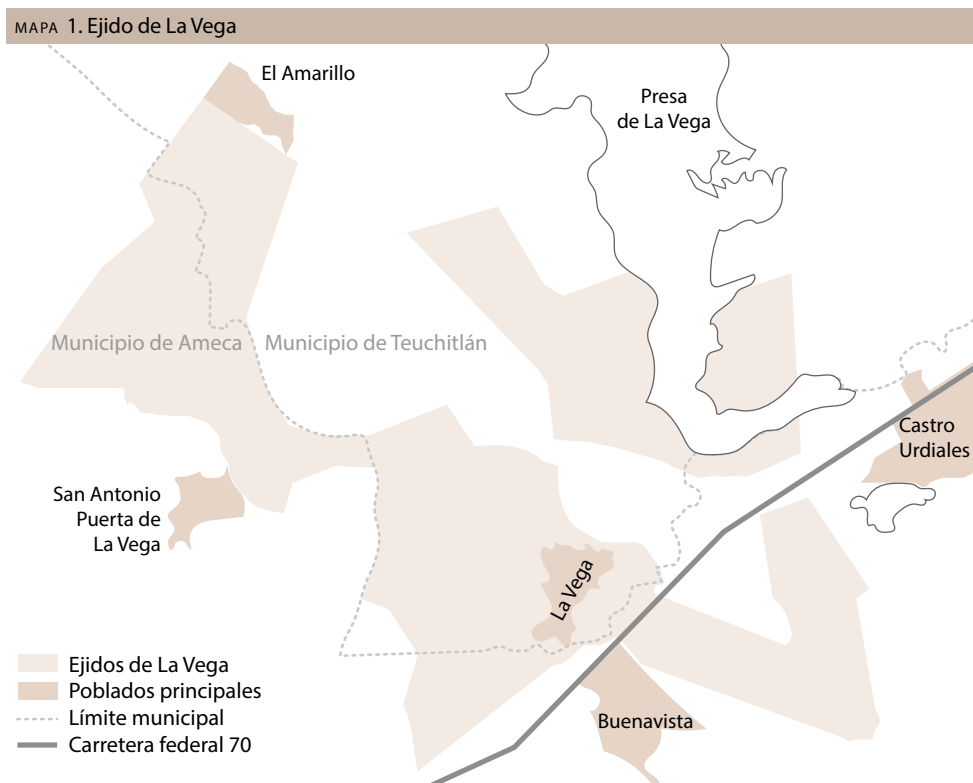 MAPA 1. Ejido de La Vega
El Amarillo
Presa
de La Vega
Municipio de Ameca
Municipio de Teuchitlán
Castro
Urdiales
San Antonio
Puerta de
La Vega
La Vega
Buenavista
Ejidos de La Vega
Poblados principales
Límite municipal
Carretera federal 70